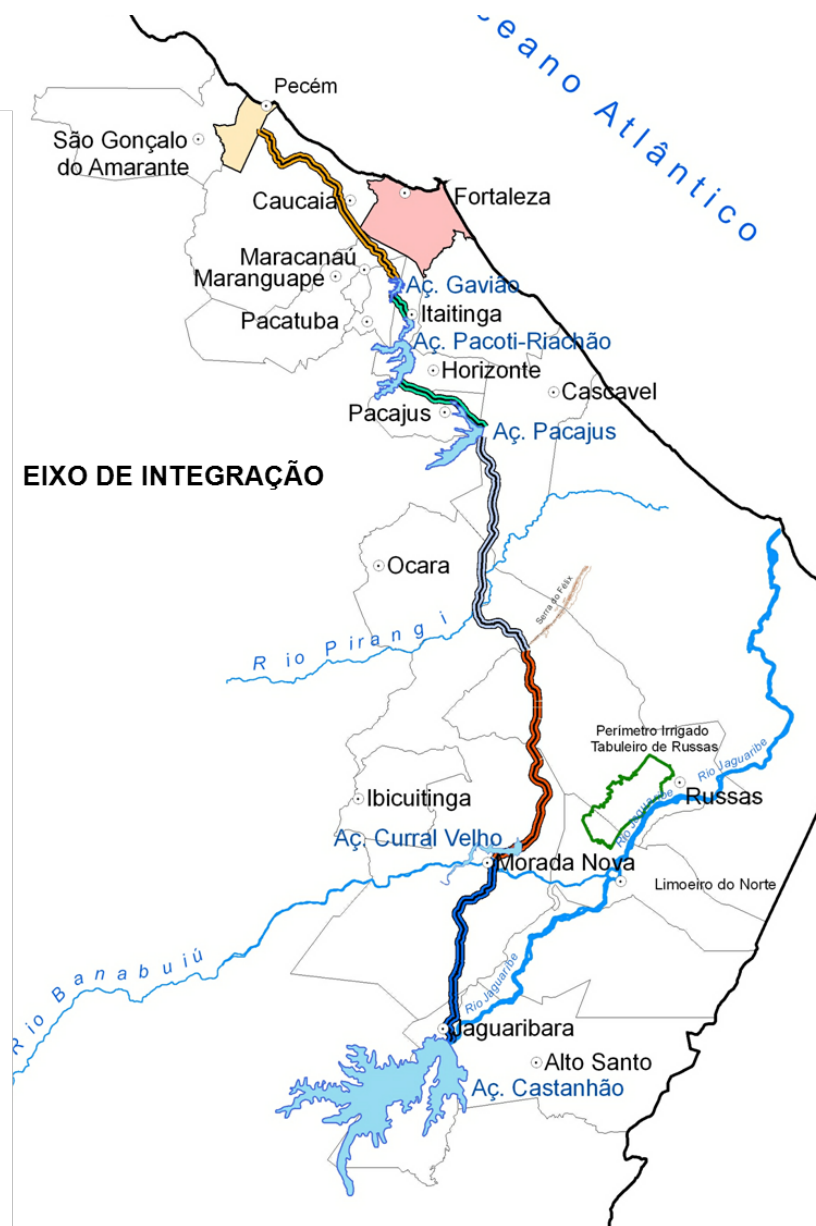 Oceano Atlântico
Pecém
São Gonçalo
do Amarante
Caucaia
Fortaleza
Maracanaú
Maranguape
Aç. Gavião
Pacatuba
Itaitinga
Aç. Pacoti-Riachão
Horizonte
Cascavel
Pacajus
Aç. Pacajus
EIXO DE INTEGRAÇÃO
Ocara
Serra do Félix
Rio Pirangi
Perímetro Irrigado
Tabuleiro de Russas
Rio Jaguaribe
Russas
Ibicuitinga
Rio Jaguaribe
Aç. Curral Velho
Morada Nova
Limoeiro do Norte
Rio Banabuiú
Rio Jaguaribe
Jaguaribara
Alto Santo
Aç. Castanhão